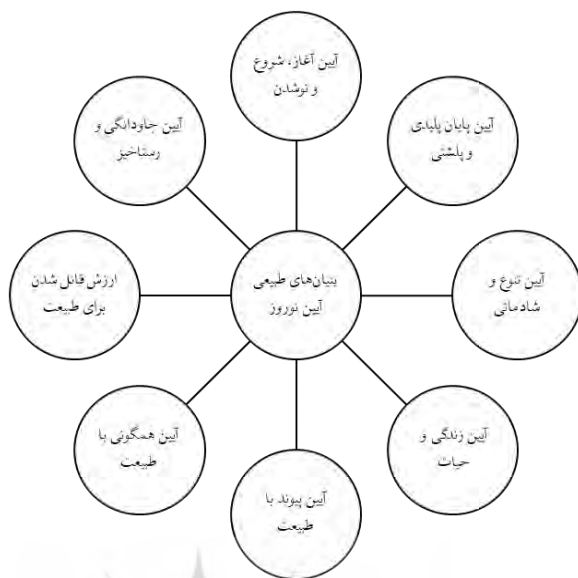 آیین آغاز، شروع
و نوشدن
آیین پایان پلیدی
و پلشتی
آیین تنوع و
شادمانی
آیین زندگی و
حیات
آیین پیوند با
طبیعت
آیین همگونی با
طبیعت
ارزش قائل شدن
برای طبیعت
آیین جاودانگی و
رستاخیز
بنیان‌های طبیعی
آیین نوروز